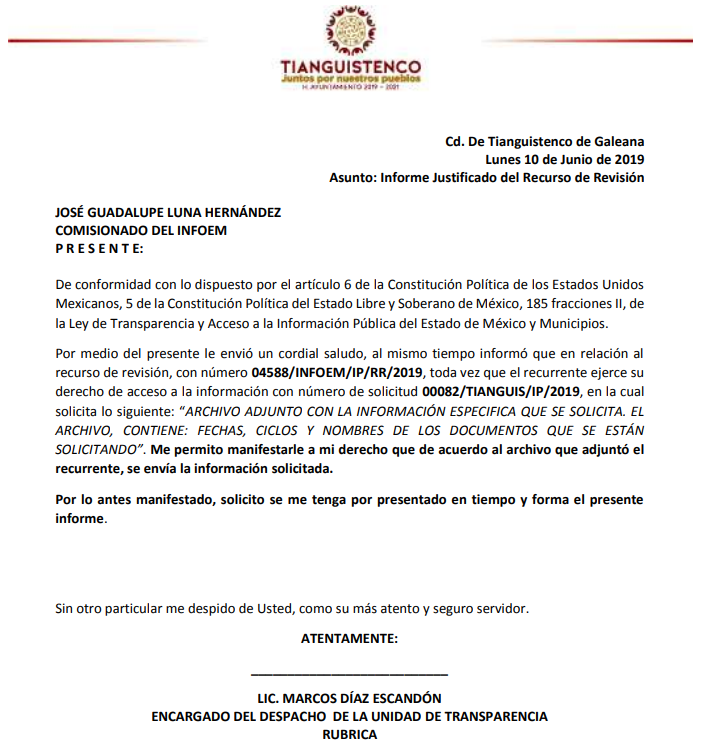 TIANGUISTENCO
Juntos por nuestros pueblos
H. AYUNTAMIENTO 2019 - 2021
Cd. De Tianguistenco de Galeana
Lunes 10 de Junio de 2019
Asunto: Informe Justificado del Recurso de Revisión
JOSÉ GUADALUPE LUNA HERNÁNDEZ
COMISIONADO DEL INFOEM
P R E S E N T E:
De conformidad con lo dispuesto por el artículo 6 de la Constitución Política de los Estados Unidos
Mexicanos, 5 de la Constitución Política del Estado Libre y Soberano de México, 185 fracciones II, de
la Ley de Transparencia y Acceso a la Información Pública del Estado de México y Municipios.
Por medio del presente le envió un cordial saludo, al mismo tiempo informó que en relación al
recurso de revisión, con número 04588/INFOEM/IP/RR/2019, toda vez que el recurrente ejerce su
derecho de acceso a la información con número de solicitud 00082/TIANGUIS/IP/2019, en la cual
solicita lo siguiente: “ARCHIVO ADJUNTO CON LA INFORMACIÓN ESPECIFICA QUE SE SOLICITA. EL
ARCHIVO, CONTIENE: FECHAS, CICLOS Y NOMBRES DE LOS DOCUMENTOS QUE SE ESTÁN
SOLICITANDO”. Me permito manifestarle a mi derecho que de acuerdo al archivo que adjuntó el
recurrente, se envía la información solicitada.
Por lo antes manifestado, solicito se me tenga por presentado en tiempo y forma el presente
informe.
Sin otro particular me despido de Usted, como su más atento y seguro servidor.
ATENTAMENTE:
LIC. MARCOS DÍAZ ESCANDÓN
ENCARGADO DEL DESPACHO DE LA UNIDAD DE TRANSPARENCIA
RUBRICA